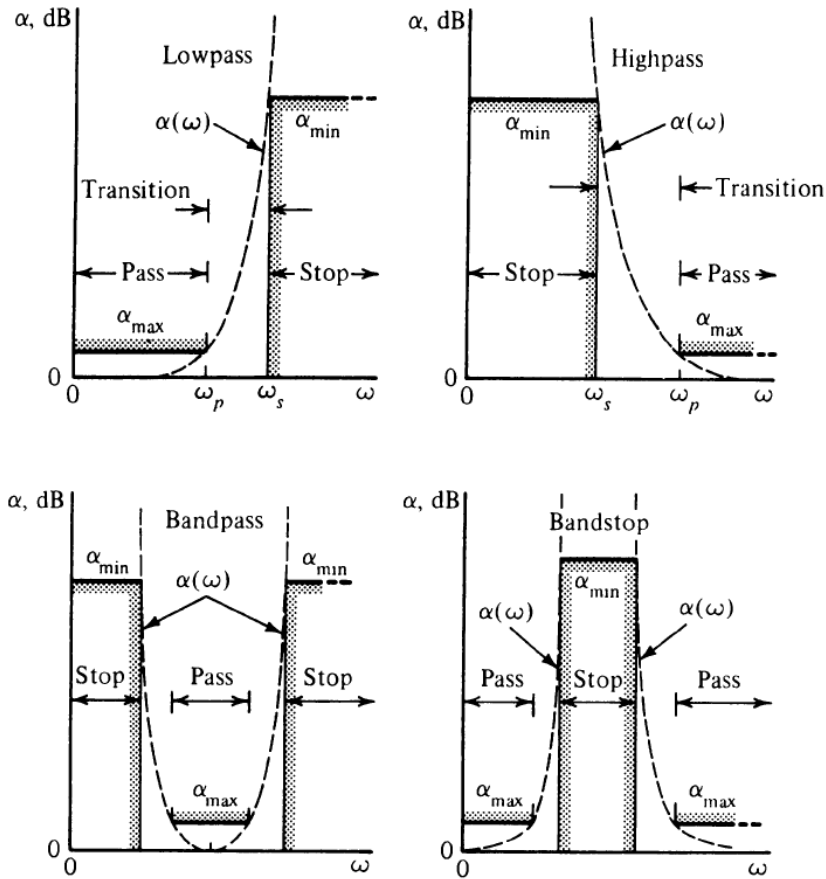 α, dB
Lowpass
α(ω)
α_min
Transition
Pass
Stop
α_max
0
0
ω_p
ω_s
ω
α, dB
Highpass
α_min
α(ω)
Transition
Stop
Pass
α_max
0
0
ω_s
ω_p
ω
α, dB
Bandpass
α_min
α_min
α(ω)
Stop
Pass
Stop
α_max
0
0
ω
α, dB
Bandstop
α_min
α(ω)
α(ω)
Pass
Stop
Pass
α_max
α_max
0
0
ω